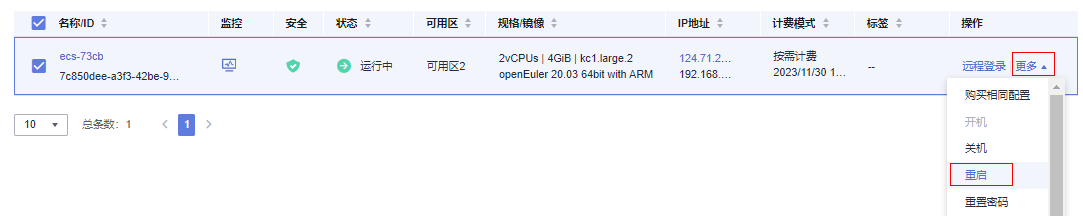 名称/ID 监控 安全 状态 可用区 规格/镜像 IP地址 计费模式 标签 操作
ecs-73cb
7c850dee-a3f3-42be-9...
运行中
可用区2
2vCPUs | 4GiB | kc1.large.2
openEuler 20.03 64bit with ARM
124.71.2...
192.168....
按需计费
2023/11/30 1...
--
远程登录 更多
购买相同配置
开机
关机
重启
重置密码
10 总条数： 1 1